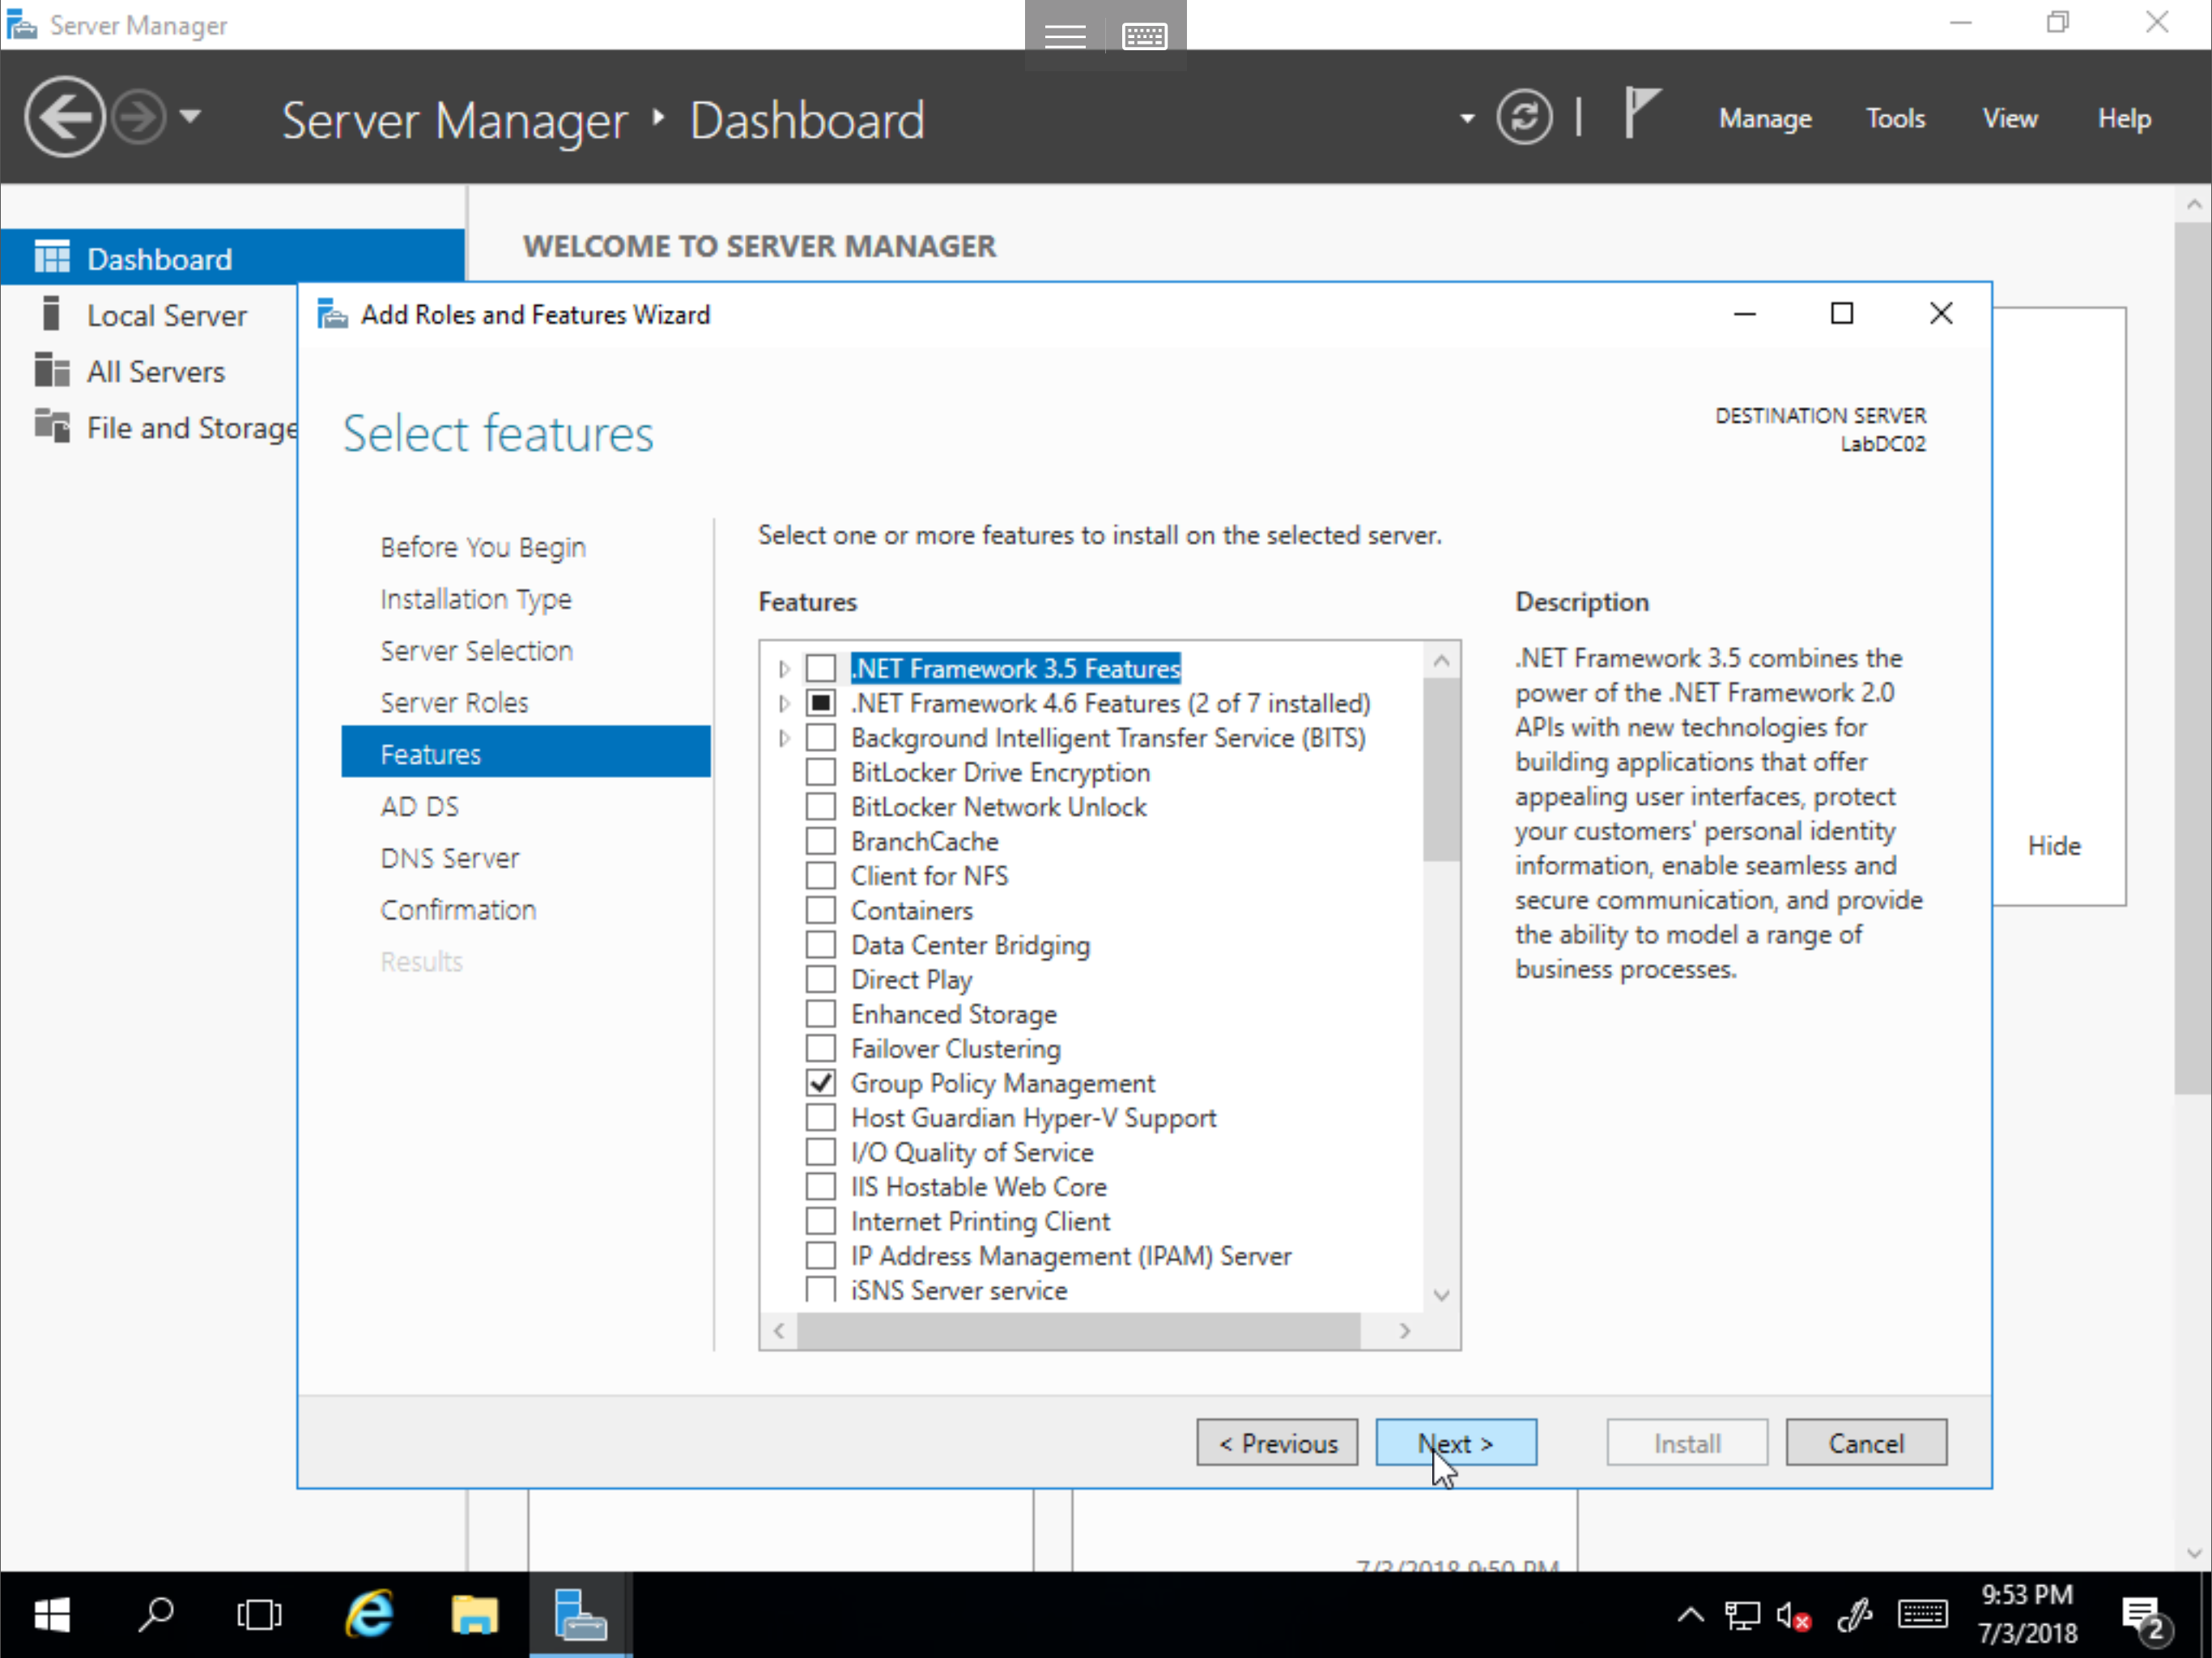 Server Manager
Server Manager ‣ Dashboard
Manage
Tools
View
Help
Dashboard
Local Server
All Servers
File and Storage
WELCOME TO SERVER MANAGER
Add Roles and Features Wizard
Select features
DESTINATION SERVER
LabDC02
Before You Begin
Installation Type
Server Selection
Server Roles
Features
AD DS
DNS Server
Confirmation
Results
Select one or more features to install on the selected server.
Features
.NET Framework 3.5 Features
.NET Framework 4.6 Features (2 of 7 installed)
Background Intelligent Transfer Service (BITS)
BitLocker Drive Encryption
BitLocker Network Unlock
BranchCache
Client for NFS
Containers
Data Center Bridging
Direct Play
Enhanced Storage
Failover Clustering
Group Policy Management
Host Guardian Hyper-V Support
I/O Quality of Service
IIS Hostable Web Core
Internet Printing Client
IP Address Management (IPAM) Server
iSNS Server service
Description
.NET Framework 3.5 combines the
power of the .NET Framework 2.0
APIs with new technologies for
building applications that offer
appealing user interfaces, protect
your customers' personal identity
information, enable seamless and
secure communication, and provide
the ability to model a range of
business processes.
Hide
< Previous
Next >
Install
Cancel
7/3/2018 9:50 PM
9:53 PM
7/3/2018
2